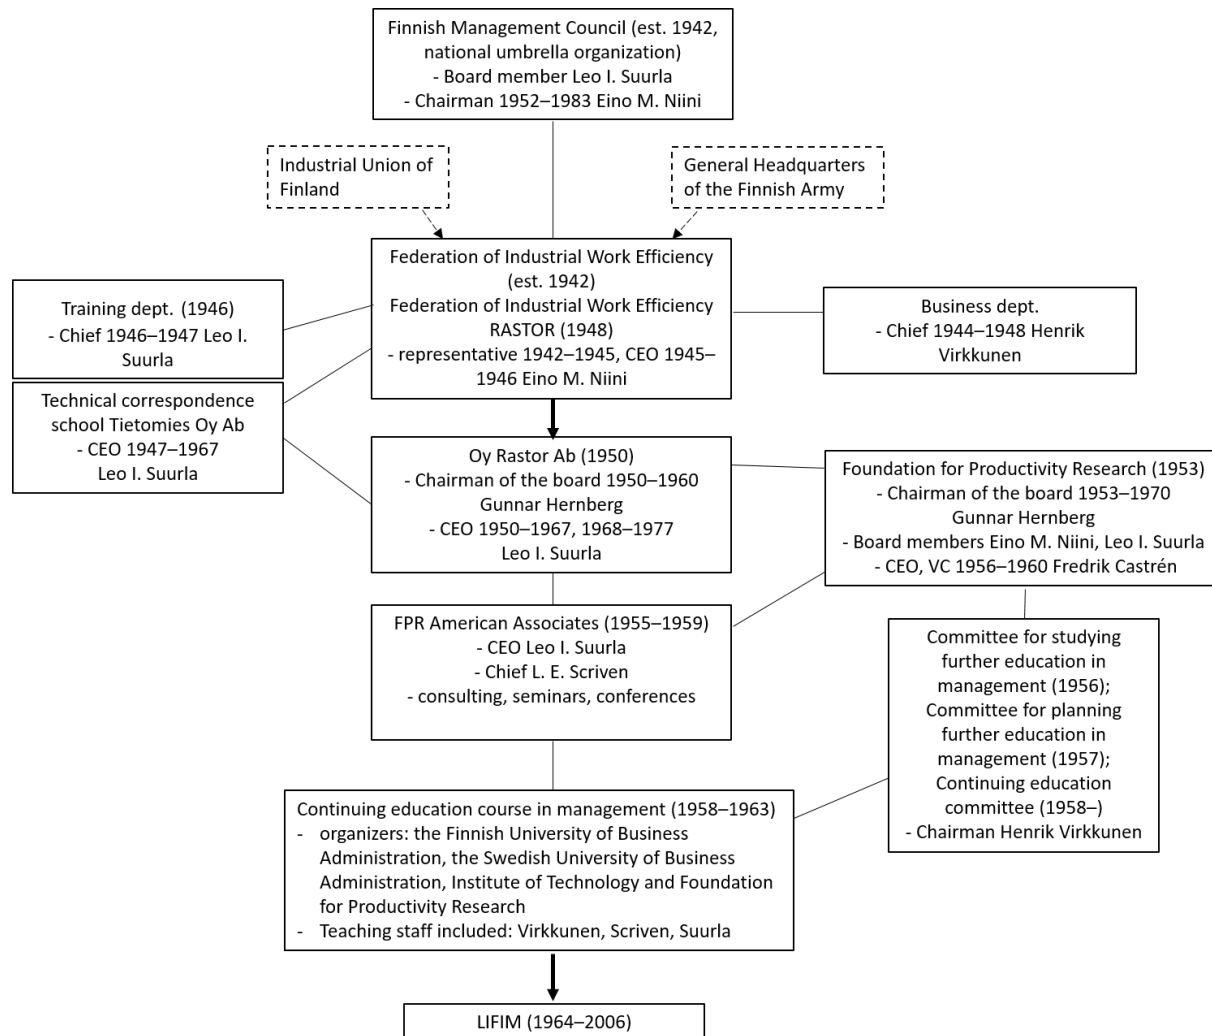 Finnish Management Council (est. 1942,
national umbrella organization)
- Board member Leo I. Suurla
- Chairman 1952–1983 Eino M. Niini
Industrial Union of
Finland
General Headquarters
of the Finnish Army
Federation of Industrial Work Efficiency
(est. 1942)
Federation of Industrial Work Efficiency
RASTOR (1948)
- representative 1942–1945, CEO 1945–
1946 Eino M. Niini
Training dept. (1946)
- Chief 1946–1947 Leo I.
Suurla
Business dept.
- Chief 1944–1948 Henrik
Virkkunen
Technical correspondence
school Tietomies Oy Ab
- CEO 1947–1967
Leo I. Suurla
Oy Rastor Ab (1950)
- Chairman of the board 1950–1960
Gunnar Hernberg
- CEO 1950–1967, 1968–1977
Leo I. Suurla
Foundation for Productivity Research (1953)
- Chairman of the board 1953–1970
Gunnar Hernberg
- Board members Eino M. Niini, Leo I. Suurla
- CEO, VC 1956–1960 Fredrik Castrén
FPR American Associates (1955–1959)
- CEO Leo I. Suurla
- Chief L. E. Scriven
- consulting, seminars, conferences
Committee for studying
further education in
management (1956);
Committee for planning
further education in
management (1957);
Continuing education
committee (1958–)
- Chairman Henrik Virkkunen
Continuing education course in management (1958–1963)
- organizers: the Finnish University of Business
Administration, the Swedish University of Business
Administration, Institute of Technology and Foundation
for Productivity Research
- Teaching staff included: Virkkunen, Scriven, Suurla
LIFIM (1964–2006)